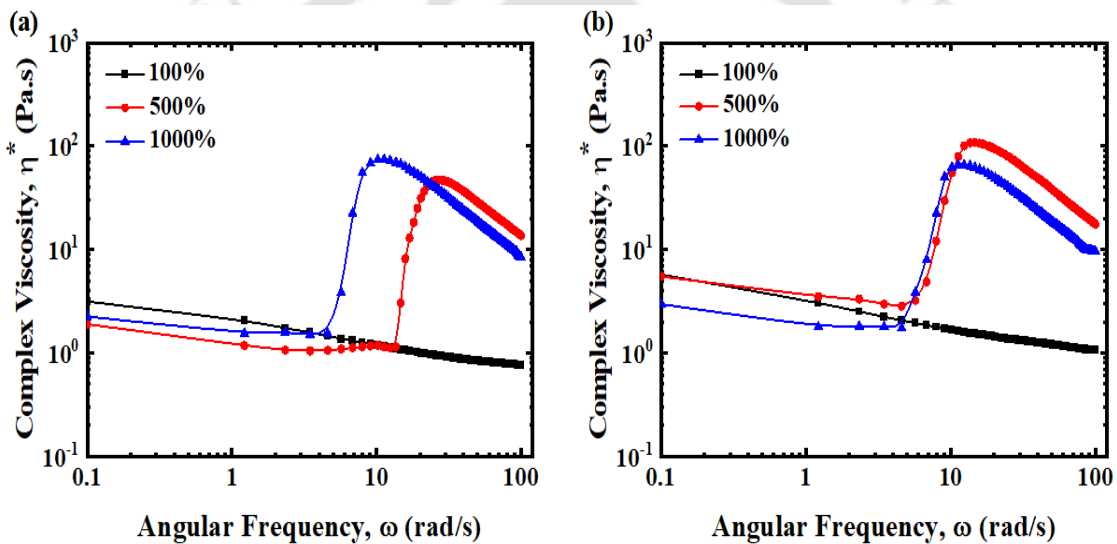 (a)
10^3
10^2
10^1
10^0
10^-1
Complex Viscosity, η* (Pa.s)
100%
500%
1000%
0.1 1 10 100
Angular Frequency, ω (rad/s)
(b)
10^3
10^2
10^1
10^0
10^-1
Complex Viscosity, η* (Pa.s)
100%
500%
1000%
0.1 1 10 100
Angular Frequency, ω (rad/s)